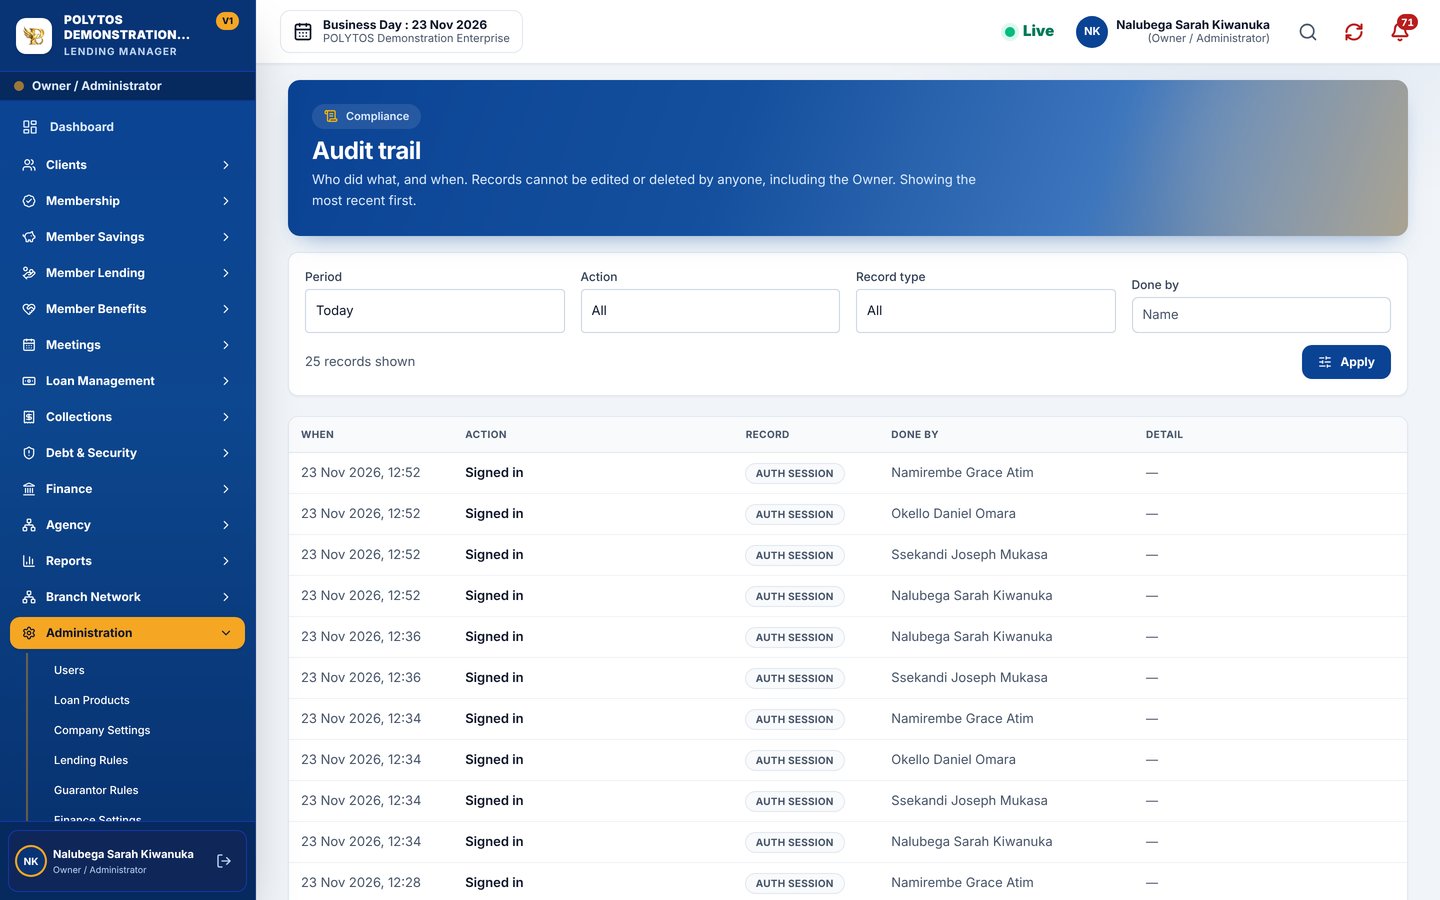 POLYTOS
DEMONSTRATION...
LENDING MANAGER
V1
Owner / Administrator
Dashboard
Clients
Membership
Member Savings
Member Lending
Member Benefits
Meetings
Loan Management
Collections
Debt & Security
Finance
Agency
Reports
Branch Network
Administration
Users
Loan Products
Company Settings
Lending Rules
Guarantor Rules
Finance Settings
NK
Nalubega Sarah Kiwanuka
Owner / Administrator
Business Day : 23 Nov 2026
POLYTOS Demonstration Enterprise
Live
NK
Nalubega Sarah Kiwanuka
(Owner / Administrator)
71
Compliance
Audit trail
Who did what, and when. Records cannot be edited or deleted by anyone, including the Owner. Showing the
most recent first.
Period
Today
Action
All
Record type
All
Done by
Name
25 records shown
Apply
WHEN ACTION RECORD DONE BY DETAIL
23 Nov 2026, 12:52 Signed in AUTH SESSION Namirembe Grace Atim —
23 Nov 2026, 12:52 Signed in AUTH SESSION Okello Daniel Omara —
23 Nov 2026, 12:52 Signed in AUTH SESSION Ssekandi Joseph Mukasa —
23 Nov 2026, 12:52 Signed in AUTH SESSION Nalubega Sarah Kiwanuka —
23 Nov 2026, 12:36 Signed in AUTH SESSION Nalubega Sarah Kiwanuka —
23 Nov 2026, 12:36 Signed in AUTH SESSION Ssekandi Joseph Mukasa —
23 Nov 2026, 12:34 Signed in AUTH SESSION Namirembe Grace Atim —
23 Nov 2026, 12:34 Signed in AUTH SESSION Okello Daniel Omara —
23 Nov 2026, 12:34 Signed in AUTH SESSION Ssekandi Joseph Mukasa —
23 Nov 2026, 12:34 Signed in AUTH SESSION Nalubega Sarah Kiwanuka —
23 Nov 2026, 12:28 Signed in AUTH SESSION Namirembe Grace Atim —